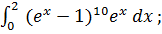 ∫₀² (eˣ − 1)¹⁰eˣ dx ;